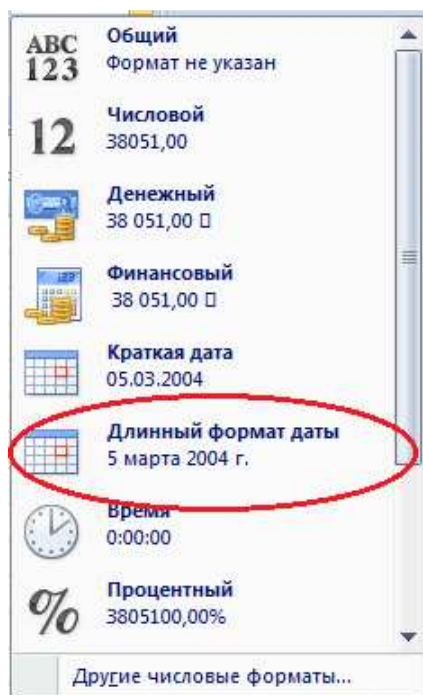 ABC
123
Общий
Формат не указан
12
Числовой
38051,00
Денежный
38 051,00 ▯
Финансовый
38 051,00 ▯
Краткая дата
05.03.2004
Длинный формат даты
5 марта 2004 г.
Время
0:00:00
%
Процентный
3805100,00%
Другие числовые форматы...